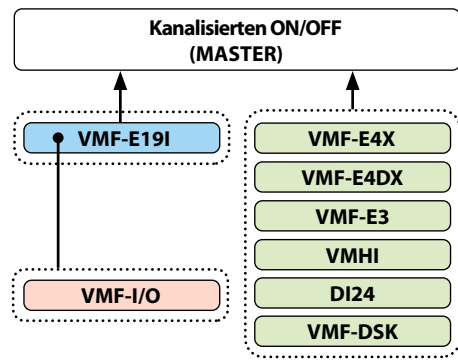 Kanalisierten ON/OFF
(MASTER)
VMF-E19I
VMF-I/O
VMF-E4X
VMF-E4DX
VMF-E3
VMHI
DI24
VMF-DSK